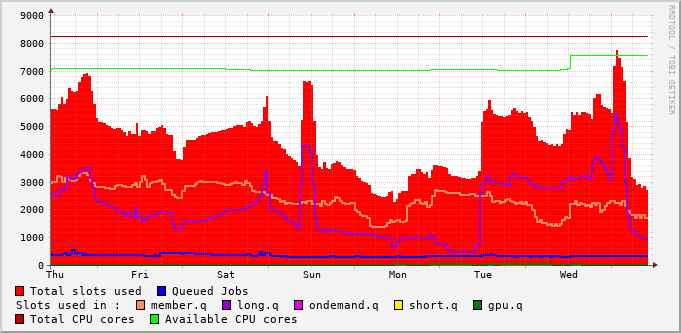 RRDTOOL / TOBI OETIKER
9000
8000
7000
6000
5000
4000
3000
2000
1000
0
Thu Fri Sat Sun Mon Tue Wed
Total slots used Queued Jobs
Slots used in : member.q long.q ondemand.q short.q gpu.q
Total CPU cores Available CPU cores